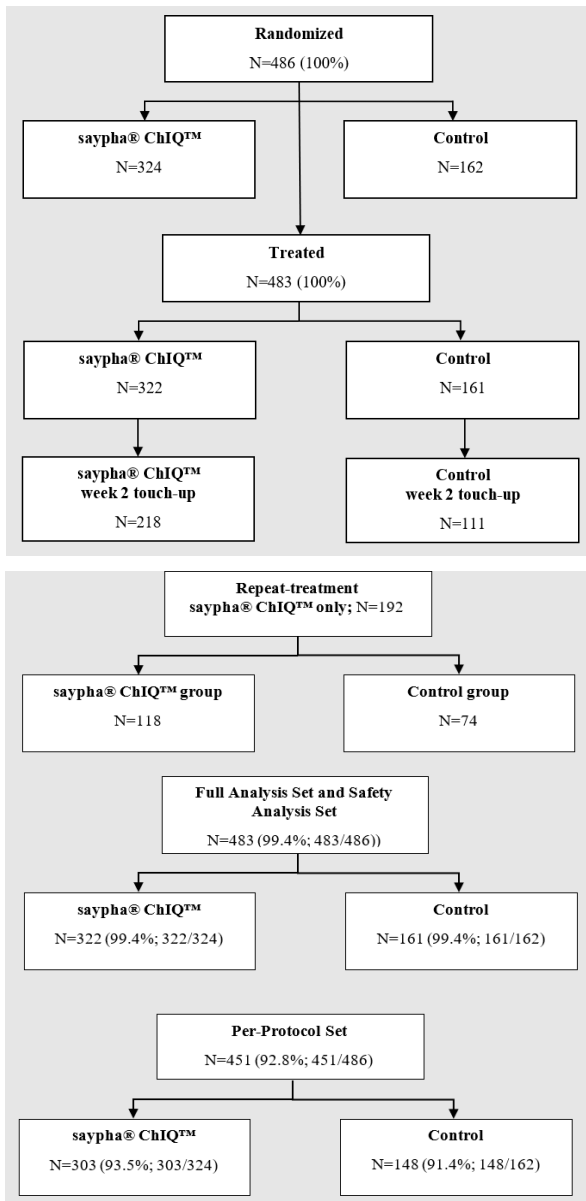 Randomized
N=486 (100%)
saypha® ChIQ™
N=324
Control
N=162
Treated
N=483 (100%)
saypha® ChIQ™
N=322
Control
N=161
saypha® ChIQ™
week 2 touch-up
N=218
Control
week 2 touch-up
N=111
Repeat-treatment
saypha® ChIQ™ only; N=192
saypha® ChIQ™ group
N=118
Control group
N=74
Full Analysis Set and Safety
Analysis Set
N=483 (99.4%; 483/486))
saypha® ChIQ™
N=322 (99.4%; 322/324)
Control
N=161 (99.4%; 161/162)
Per-Protocol Set
N=451 (92.8%; 451/486)
saypha® ChIQ™
N=303 (93.5%; 303/324)
Control
N=148 (91.4%; 148/162)